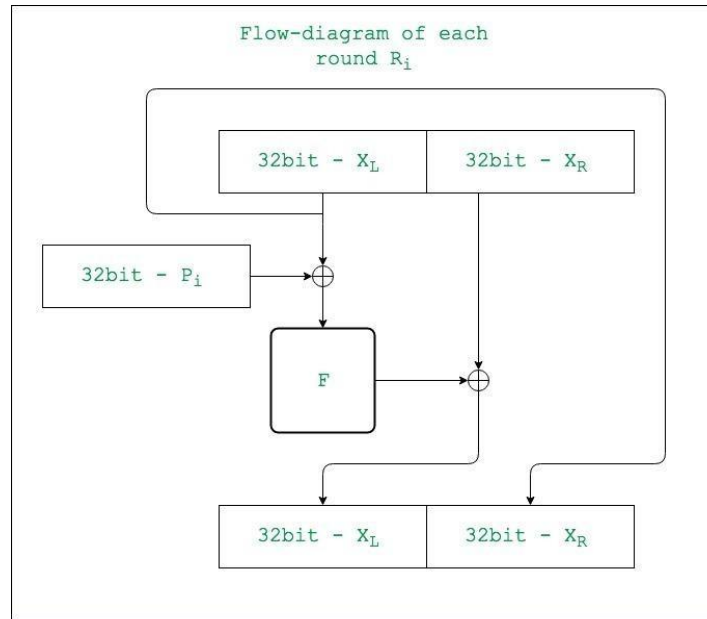 Flow-diagram of each
round Ri
32bit - XL
32bit - XR
32bit - Pi
F
32bit - XL
32bit - XR